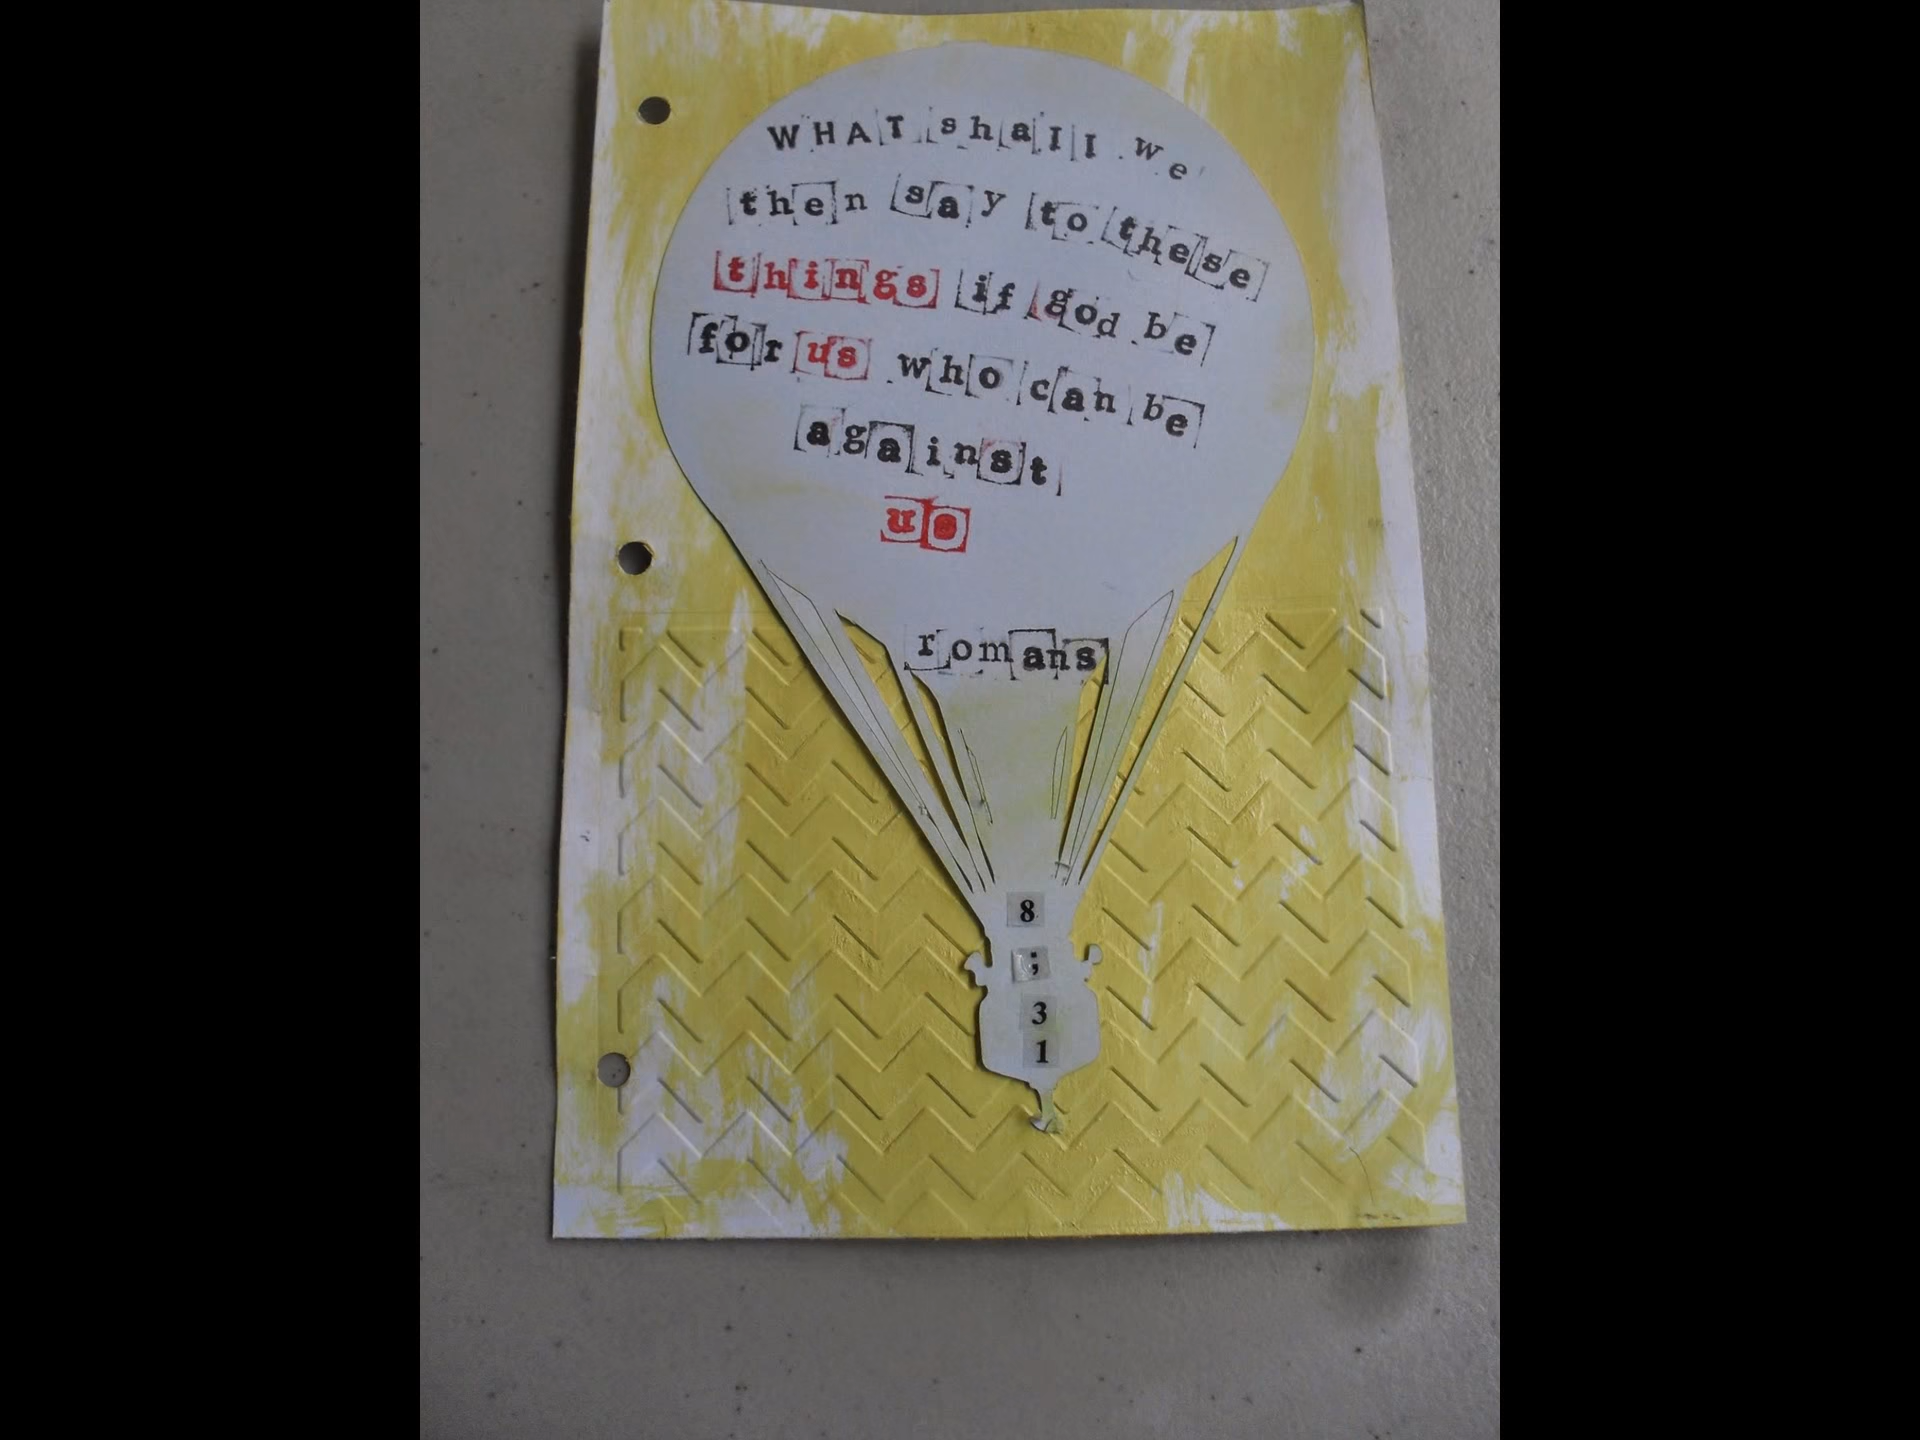 WHAT shall we
then say to these
things if god be
for us who can be
against
us
romans
8
;
3
1